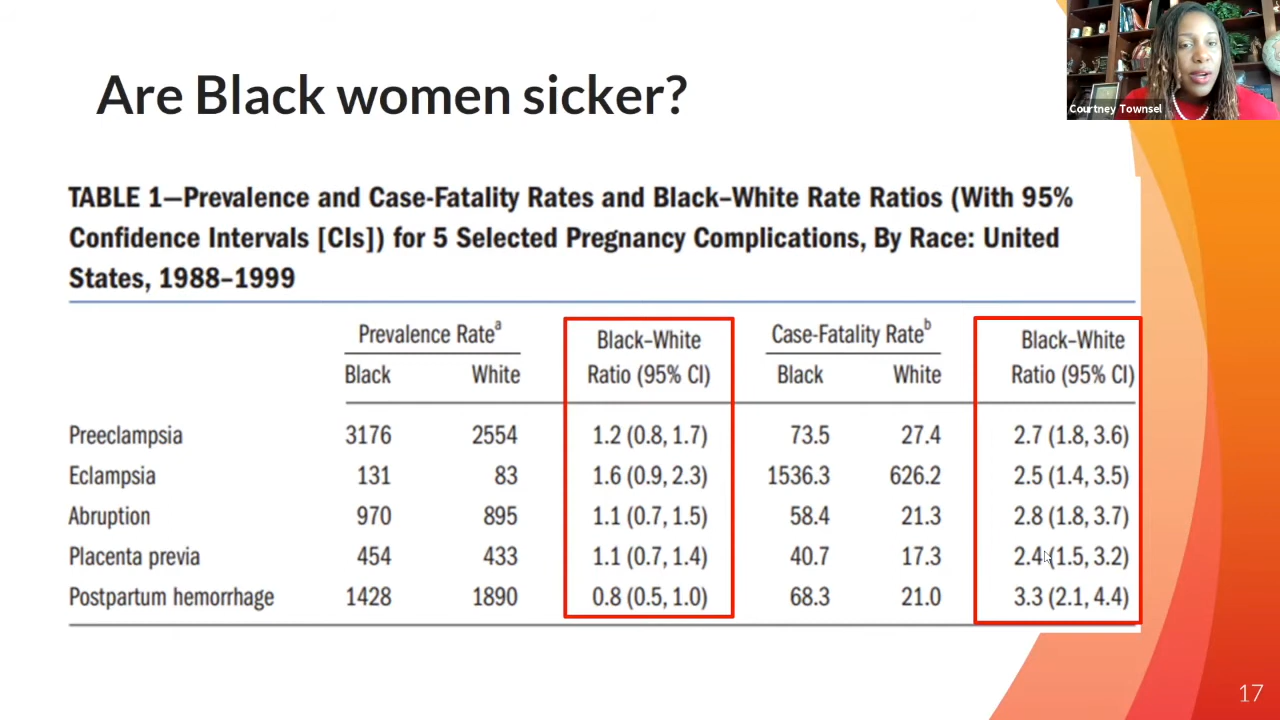 Are Black women sicker?
Courtney Townsel
TABLE 1—Prevalence and Case-Fatality Rates and Black–White Rate Ratios (With 95%
Confidence Intervals [CIs]) for 5 Selected Pregnancy Complications, By Race: United
States, 1988–1999
Prevalence Rateᵃ Black–White Case-Fatality Rateᵇ Black–White
Black White Ratio (95% CI) Black White Ratio (95% CI)
Preeclampsia 3176 2554 1.2 (0.8, 1.7) 73.5 27.4 2.7 (1.8, 3.6)
Eclampsia 131 83 1.6 (0.9, 2.3) 1536.3 626.2 2.5 (1.4, 3.5)
Abruption 970 895 1.1 (0.7, 1.5) 58.4 21.3 2.8 (1.8, 3.7)
Placenta previa 454 433 1.1 (0.7, 1.4) 40.7 17.3 2.4 (1.5, 3.2)
Postpartum hemorrhage 1428 1890 0.8 (0.5, 1.0) 68.3 21.0 3.3 (2.1, 4.4)
17